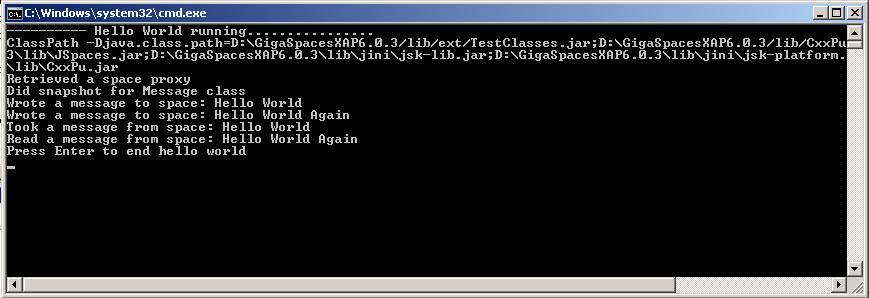 C:\Windows\system32\cmd.exe
---------- Hello World running................
ClassPath -Djava.class.path=D:\GigaSpacesXAP6.0.3/lib/ext/TestClasses.jar;D:\GigaSpacesXAP6.0.3/lib/CxxPu
3\lib\JSpaces.jar;D:\GigaSpacesXAP6.0.3\lib\jini\jsk-lib.jar;D:\GigaSpacesXAP6.0.3\lib\jini\jsk-platform.
\lib\CxxPu.jar
Retrieved a space proxy
Did snapshot for Message class
Wrote a message to space: Hello World
Wrote a message to space: Hello World Again
Took a message from space: Hello World
Read a message from space: Hello World Again
Press Enter to end hello world